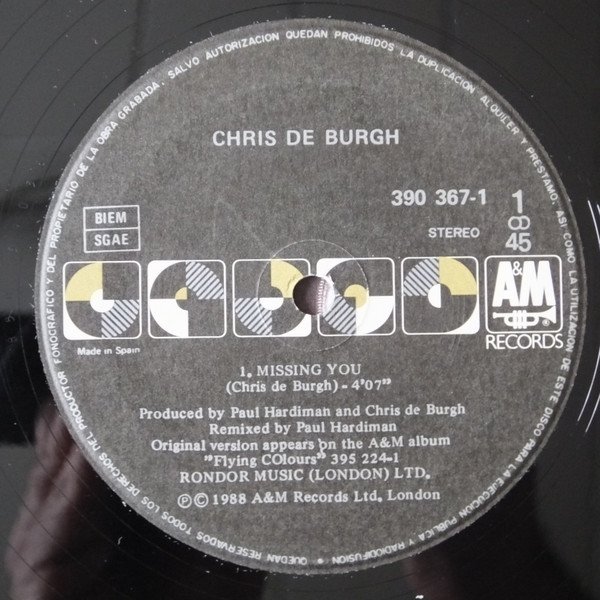 SALVO AUTORIZACION QUEDAN PROHIBIDOS LA DUPLICACION, ALQUILER Y PRESTAMO, ASI COMO LA UTILIZACION DE ESTE DISCO PARA LA EJECUCION PUBLICA Y RADIODIFUSION • QUEDAN RESERVADOS TODOS LOS DERECHOS DEL PRODUCTOR FONOGRAFICO Y DEL PROPIETARIO DE LA OBRA GRABADA.
CHRIS DE BURGH
390 367-1
1
BIEM
SGAE
STEREO
45
A&M
RECORDS
Made in Spain
1. MISSING YOU
(Chris de Burgh) - 4'07"
Produced by Paul Hardiman and Chris de Burgh
Remixed by Paul Hardiman
Original version appears on the A&M album
"Flying COlours" 395 224-1
RONDOR MUSIC (LONDON) LTD.
Ⓟ © 1988 A&M Records Ltd. London